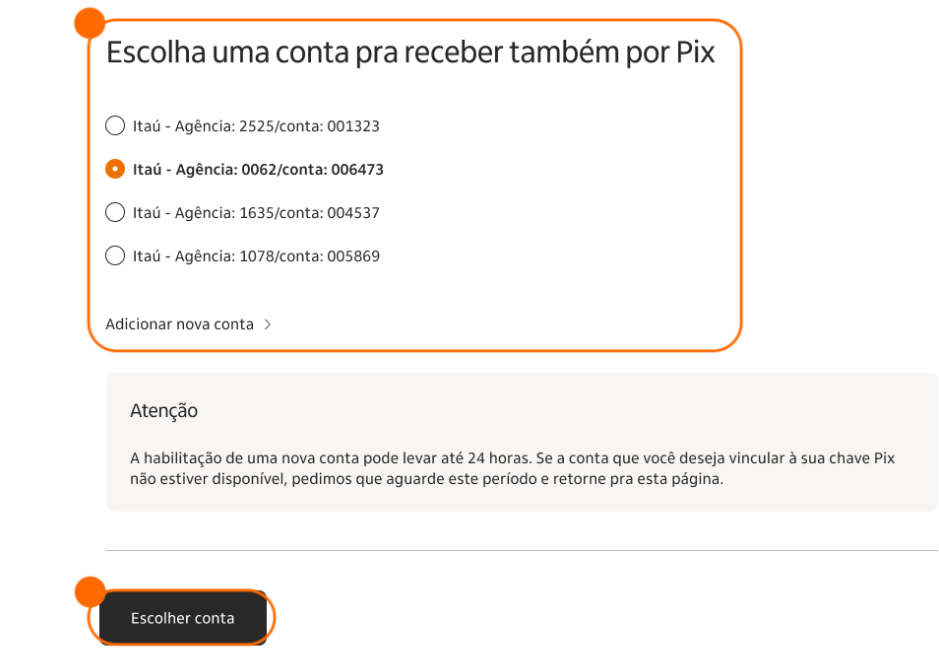 Escolha uma conta pra receber também por Pix
Itaú - Agência: 2525/conta: 001323
Itaú - Agência: 0062/conta: 006473
Itaú - Agência: 1635/conta: 004537
Itaú - Agência: 1078/conta: 005869
Adicionar nova conta >
Atenção
A habilitação de uma nova conta pode levar até 24 horas. Se a conta que você deseja vincular à sua chave Pix
não estiver disponível, pedimos que aguarde este período e retorne pra esta página.
Escolher conta